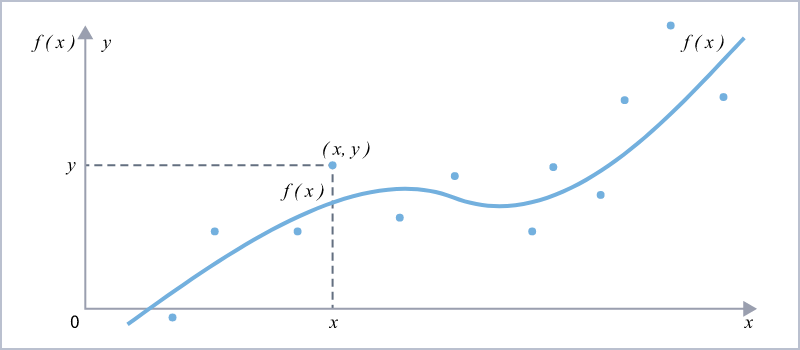 f ( x ) y
f ( x )
( x, y )
y
f ( x )
0
x
x